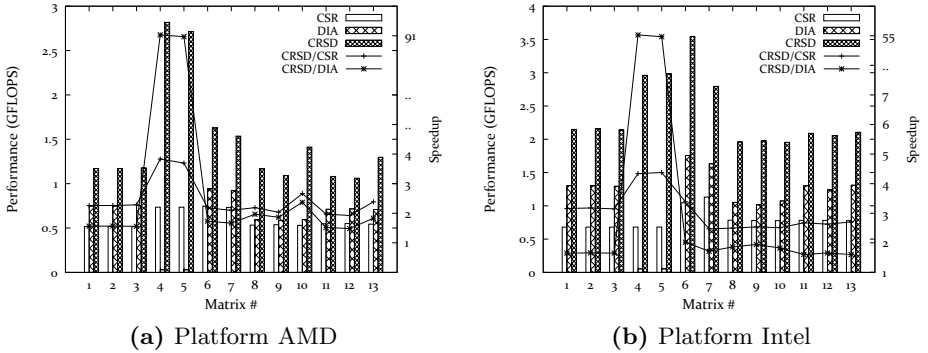 3
2.5
2
1.5
1
0.5
0
Performance (GFLOPS)
CSR
DIA
CRSD
CRSD/CSR
CRSD/DIA
91
..
..
4
3
2
1
Speedup
1 2 3 4 5 6 7 8 9 10 11 12 13
Matrix #
(a) Platform AMD
4
3.5
3
2.5
2
1.5
1
0.5
0
Performance (GFLOPS)
CSR
DIA
CRSD
CRSD/CSR
CRSD/DIA
55
..
7
6
5
4
3
2
1
Speedup
1 2 3 4 5 6 7 8 9 10 11 12 13
Matrix #
(b) Platform Intel